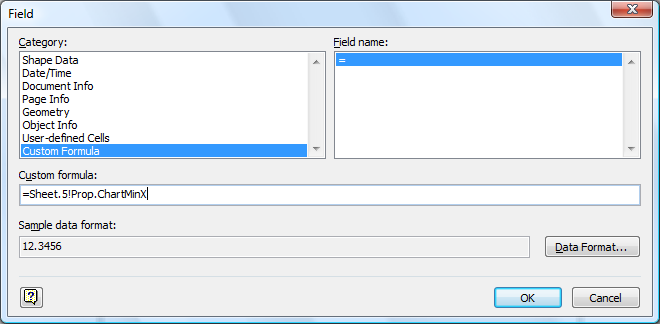 Field
Category:
Shape Data
Date/Time
Document Info
Page Info
Geometry
Object Info
User-defined Cells
Custom Formula
Field name:
=
Custom formula:
=Sheet.5!Prop.ChartMinX
Sample data format:
12.3456
Data Format...
?
OK
Cancel